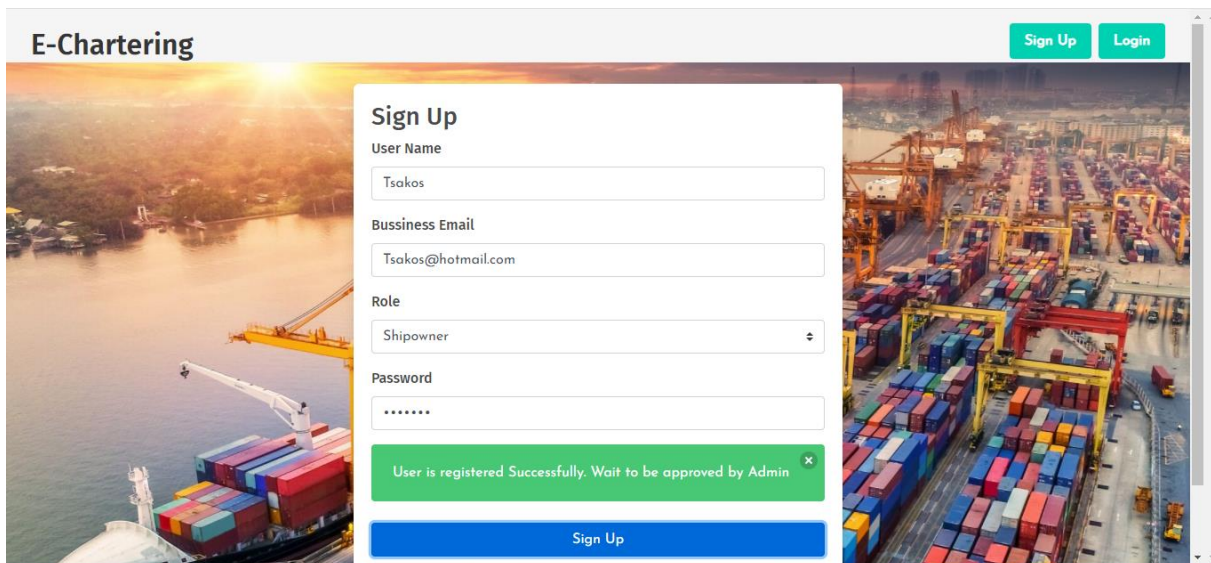 E-Chartering
Sign Up
Login
Sign Up
User Name
Tsakos
Bussiness Email
Tsakos@hotmail.com
Role
Shipowner
Password
User is registered Successfully. Wait to be approved by Admin
Sign Up